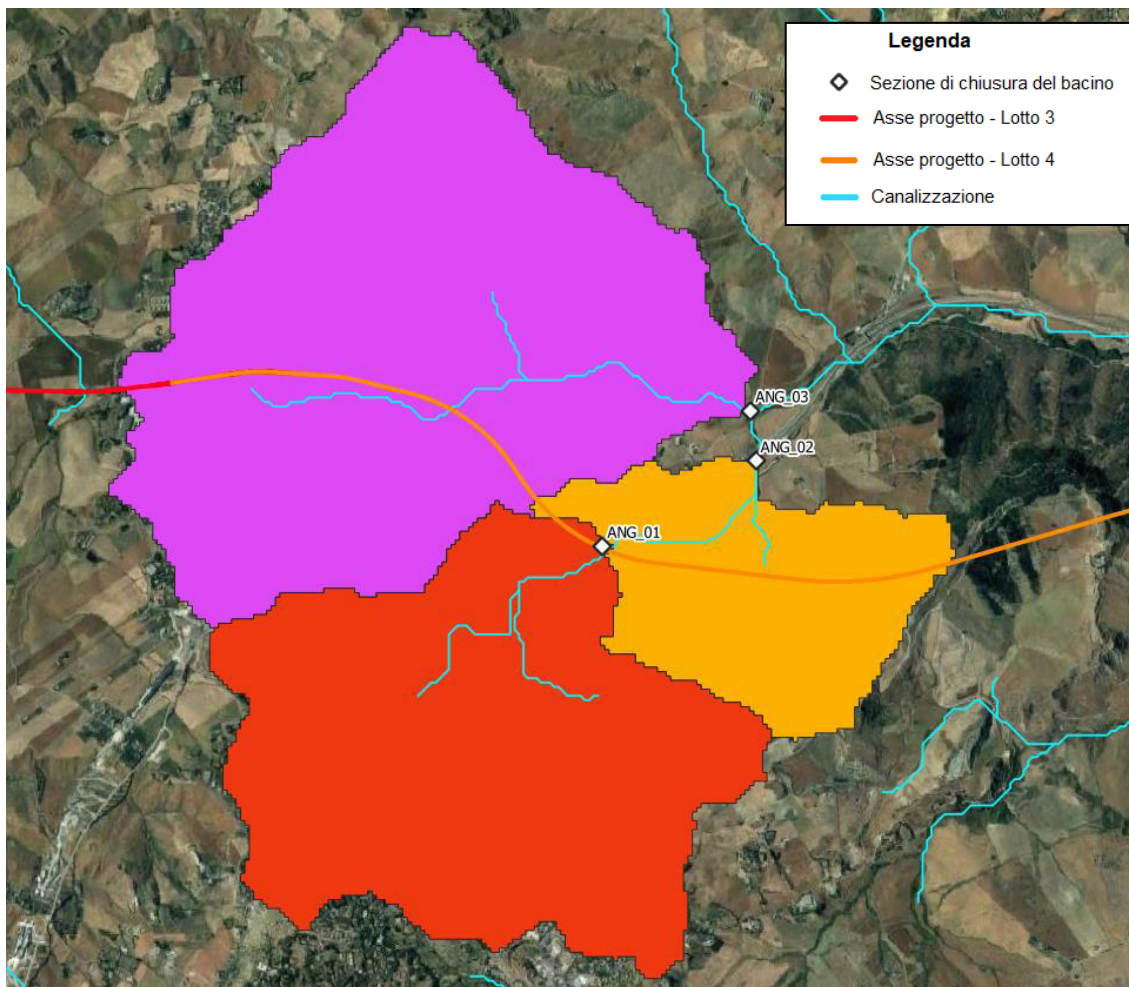 Legenda
Sezione di chiusura del bacino
Asse progetto - Lotto 3
Asse progetto - Lotto 4
Canalizzazione
ANG_03
ANG_02
ANG_01